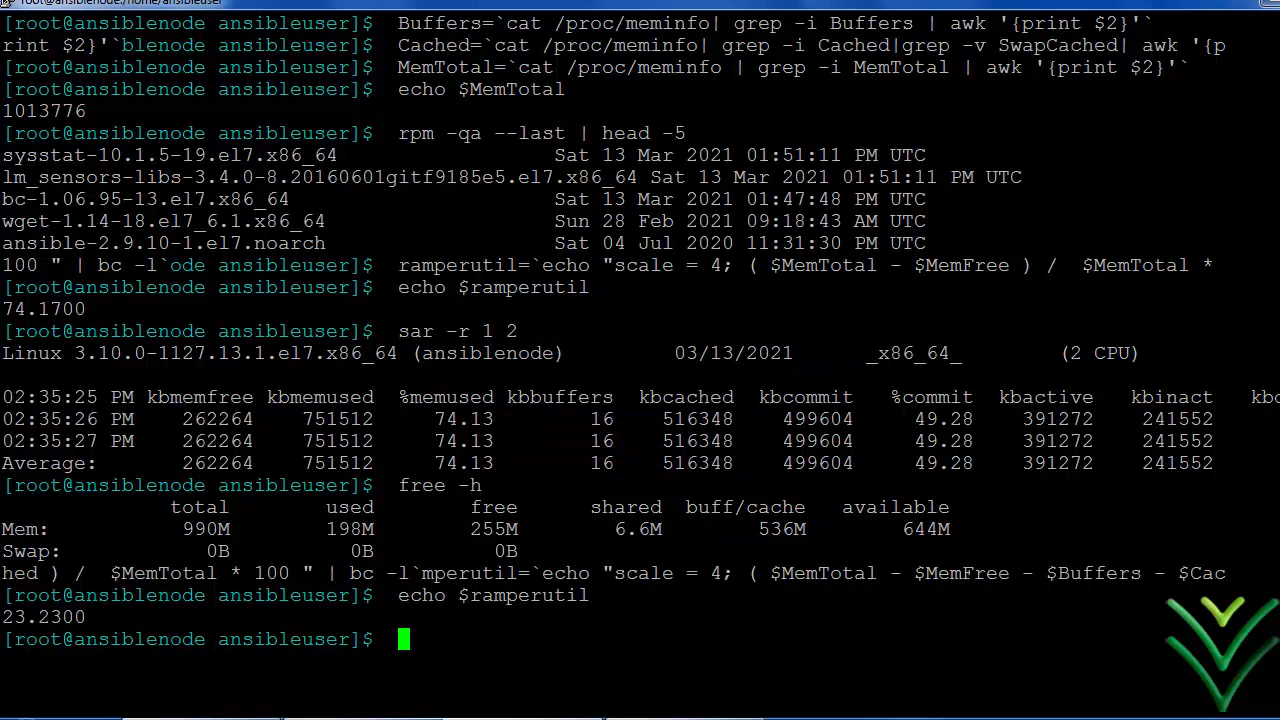 root@ansiblenode:/home/ansibleuser
[root@ansiblenode ansibleuser]$  Buffers=`cat /proc/meminfo| grep -i Buffers | awk '{print $2}'`
rint $2}'`blenode ansibleuser]$  Cached=`cat /proc/meminfo| grep -i Cached|grep -v SwapCached| awk '{p
[root@ansiblenode ansibleuser]$  MemTotal=`cat /proc/meminfo | grep -i MemTotal | awk '{print $2}'`
[root@ansiblenode ansibleuser]$  echo $MemTotal
1013776
[root@ansiblenode ansibleuser]$  rpm -qa --last | head -5
sysstat-10.1.5-19.el7.x86_64                  Sat 13 Mar 2021 01:51:11 PM UTC
lm_sensors-libs-3.4.0-8.20160601gitf9185e5.el7.x86_64 Sat 13 Mar 2021 01:51:11 PM UTC
bc-1.06.95-13.el7.x86_64                      Sat 13 Mar 2021 01:47:48 PM UTC
wget-1.14-18.el7_6.1.x86_64                   Sun 28 Feb 2021 09:18:43 AM UTC
ansible-2.9.10-1.el7.noarch                   Sat 04 Jul 2020 11:31:30 PM UTC
100 " | bc -l`ode ansibleuser]$  ramperutil=`echo "scale = 4; ( $MemTotal - $MemFree ) /  $MemTotal *
[root@ansiblenode ansibleuser]$  echo $ramperutil
74.1700
[root@ansiblenode ansibleuser]$  sar -r 1 2
Linux 3.10.0-1127.13.1.el7.x86_64 (ansiblenode)         03/13/2021      _x86_64_        (2 CPU)
02:35:25 PM kbmemfree kbmemused  %memused kbbuffers  kbcached  kbcommit   %commit  kbactive   kbinact   kbd
02:35:26 PM    262264    751512     74.13        16    516348    499604     49.28    391272    241552
02:35:27 PM    262264    751512     74.13        16    516348    499604     49.28    391272    241552
Average:       262264    751512     74.13        16    516348    499604     49.28    391272    241552
[root@ansiblenode ansibleuser]$  free -h
              total        used        free      shared  buff/cache   available
Mem:           990M        198M        255M        6.6M        536M        644M
Swap:            0B          0B          0B
hed ) /  $MemTotal * 100 " | bc -l`mperutil=`echo "scale = 4; ( $MemTotal - $MemFree - $Buffers - $Cac
[root@ansiblenode ansibleuser]$  echo $ramperutil
23.2300
[root@ansiblenode ansibleuser]$